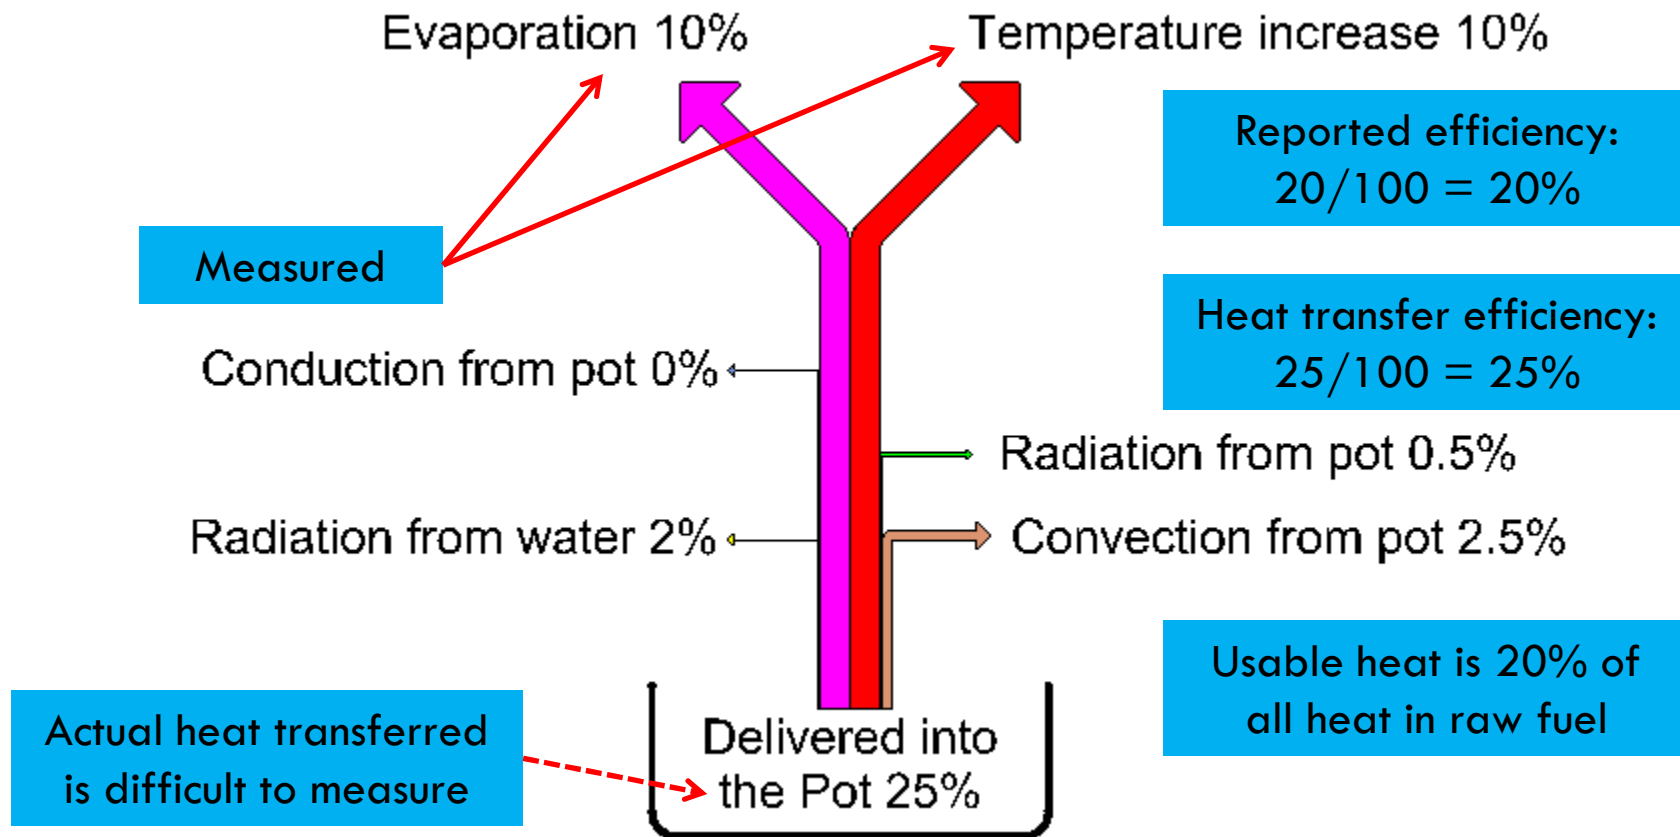 Evaporation 10%
Temperature increase 10%
Reported efficiency:
20/100 = 20%
Measured
Heat transfer efficiency:
25/100 = 25%
Conduction from pot 0%
Radiation from pot 0.5%
Radiation from water 2%
Convection from pot 2.5%
Usable heat is 20% of
all heat in raw fuel
Actual heat transferred
is difficult to measure
Delivered into
the Pot 25%